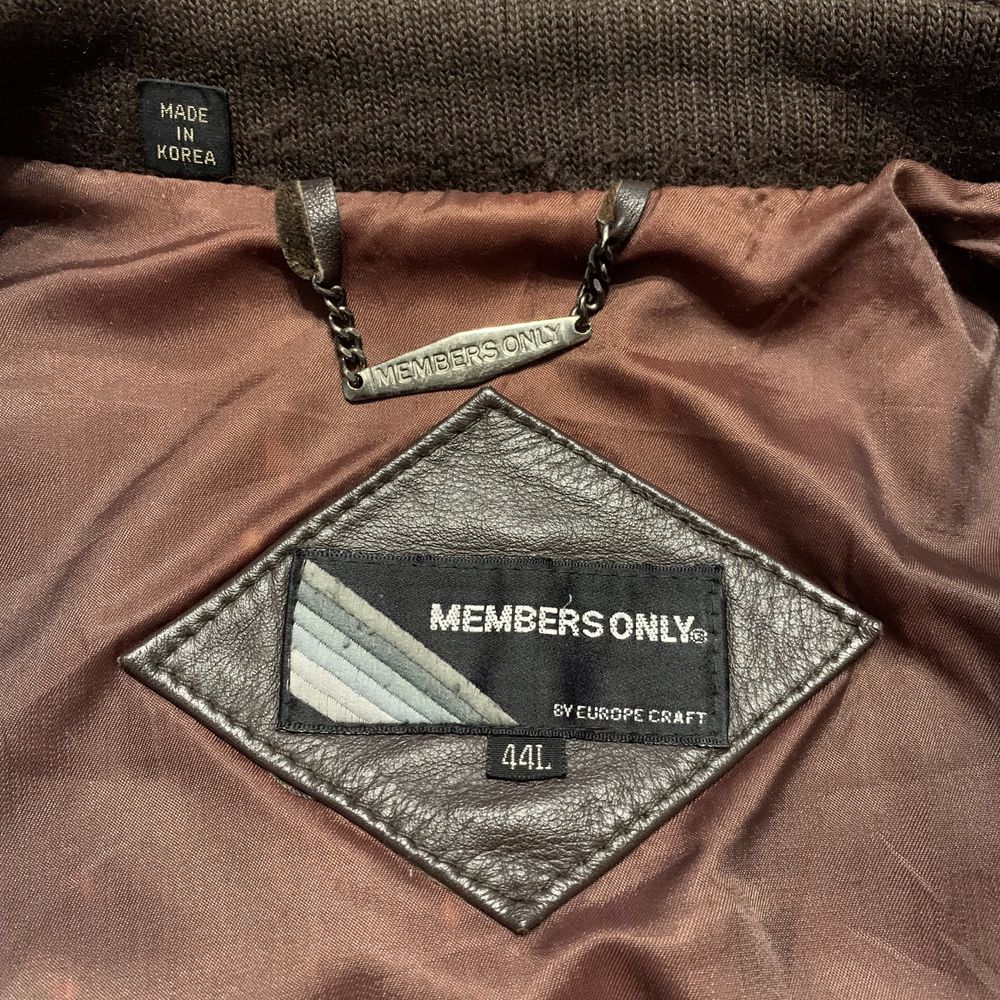 MADE
IN
KOREA
MEMBERS ONLY
MEMBERS ONLY®
BY EUROPE CRAFT
44L